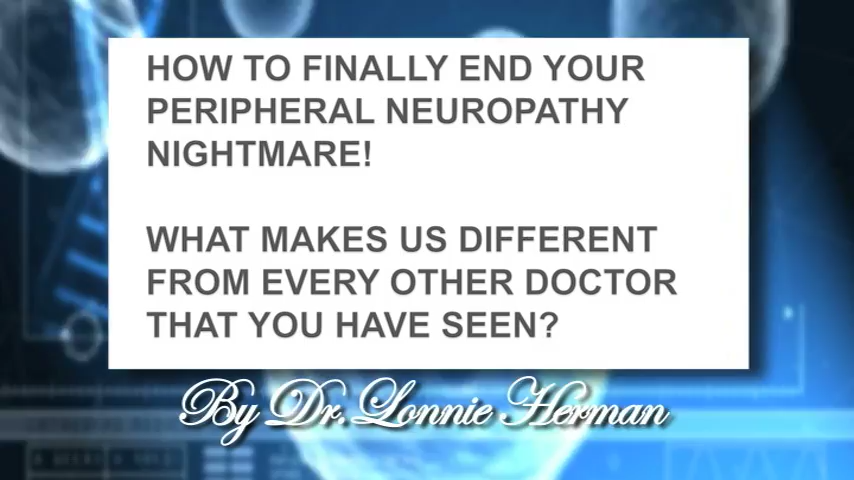 HOW TO FINALLY END YOUR
PERIPHERAL NEUROPATHY
NIGHTMARE!
WHAT MAKES US DIFFERENT
FROM EVERY OTHER DOCTOR
THAT YOU HAVE SEEN?
By Dr. Lonnie Herman